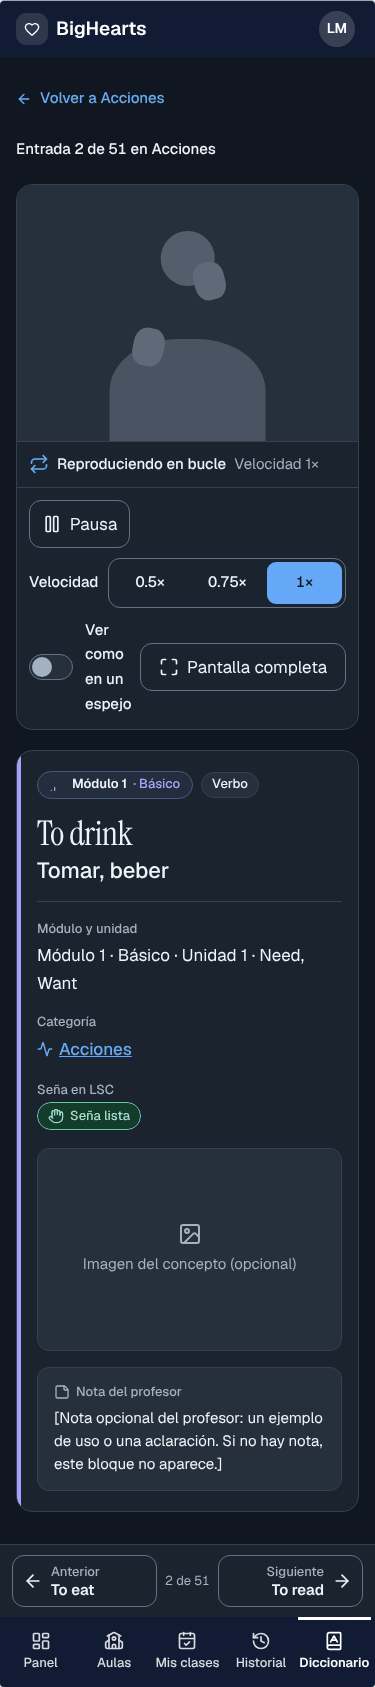 BigHearts
LM
Volver a Acciones
Entrada 2 de 51 en Acciones
Reproduciendo en bucle Velocidad 1×
Pausa
Velocidad 0.5× 0.75× 1×
Ver
como
en un
espejo
Pantalla completa
Módulo 1 · Básico Verbo
To drink
Tomar, beber
Módulo y unidad
Módulo 1 · Básico · Unidad 1 · Need,
Want
Categoría
Acciones
Seña en LSC
Seña lista
Imagen del concepto (opcional)
Nota del profesor
[Nota opcional del profesor: un ejemplo
de uso o una aclaración. Si no hay nota,
este bloque no aparece.]
Anterior
To eat
2 de 51
Siguiente
To read
Panel Aulas Mis clases Historial Diccionario